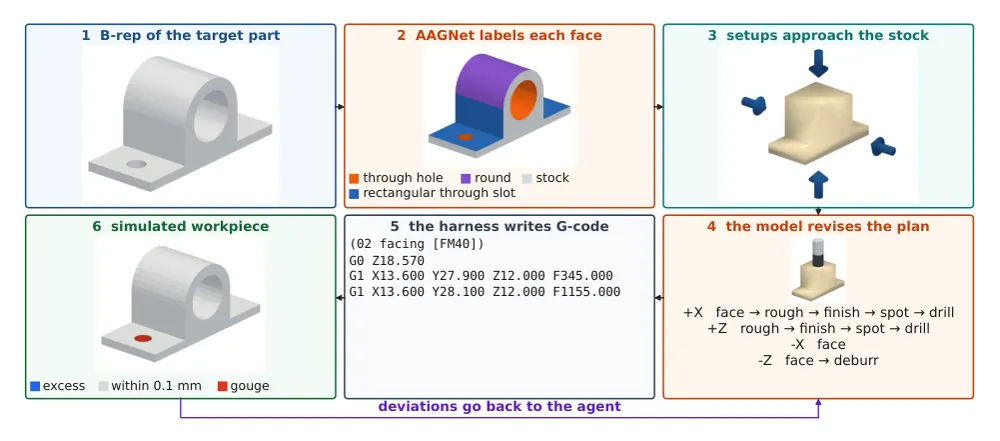 1 B-rep of the target part
2 AAGNet labels each face
through hole round stock
rectangular through slot
3 setups approach the stock
4 the model revises the plan
+X face → rough → finish → spot → drill
+Z rough → finish → spot → drill
-X face
-Z face → deburr
5 the harness writes G-code
(02 facing [FM40])
G0 Z18.570
G1 X13.600 Y27.900 Z12.000 F345.000
G1 X13.600 Y28.100 Z12.000 F1155.000
6 simulated workpiece
excess within 0.1 mm gouge
deviations go back to the agent